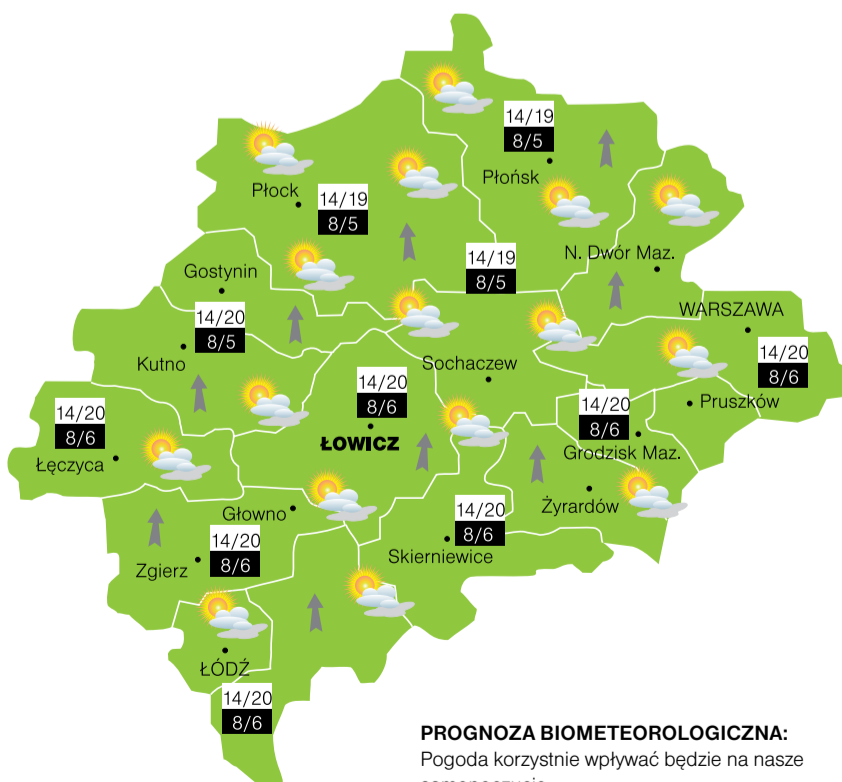 14/19
8/5
Płońsk
Płock
14/19
8/5
14/19
8/5
N. Dwór Maz.
Gostynin
14/20
8/5
Kutno
WARSZAWA
14/20
8/6
Sochaczew
14/20
8/6
ŁOWICZ
Pruszków
14/20
8/6
Grodzisk Maz.
14/20
8/6
Łęczyca
Żyrardów
Głowno
14/20
8/6
Skierniewice
14/20
8/6
Zgierz
ŁÓDŹ
14/20
8/6
PROGNOZA BIOMETEOROLOGICZNA:
Pogoda korzystnie wpływać będzie na nasze